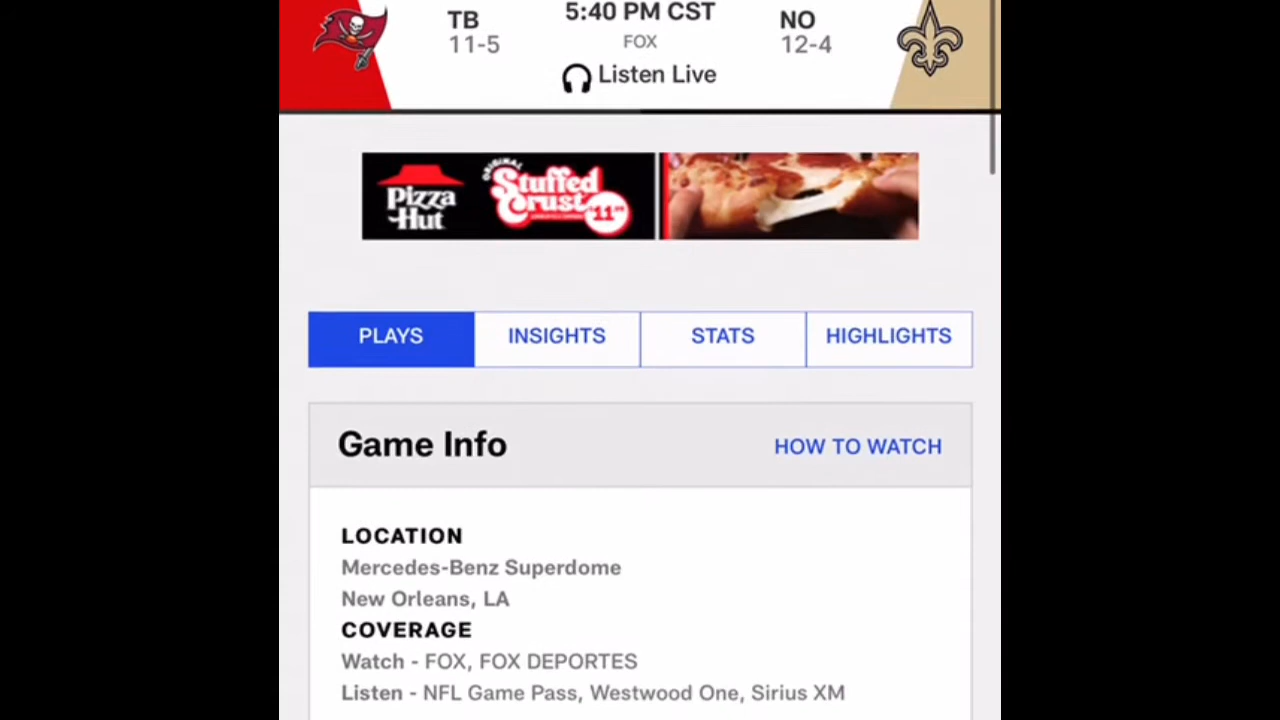 TB
11-5
5:40 PM CST
FOX
Listen Live
NO
12-4
Pizza
Hut
ORIGINAL
Stuffed
Crust
PLAYS
INSIGHTS
STATS
HIGHLIGHTS
Game Info
HOW TO WATCH
LOCATION
Mercedes-Benz Superdome
New Orleans, LA
COVERAGE
Watch - FOX, FOX DEPORTES
Listen - NFL Game Pass, Westwood One, Sirius XM